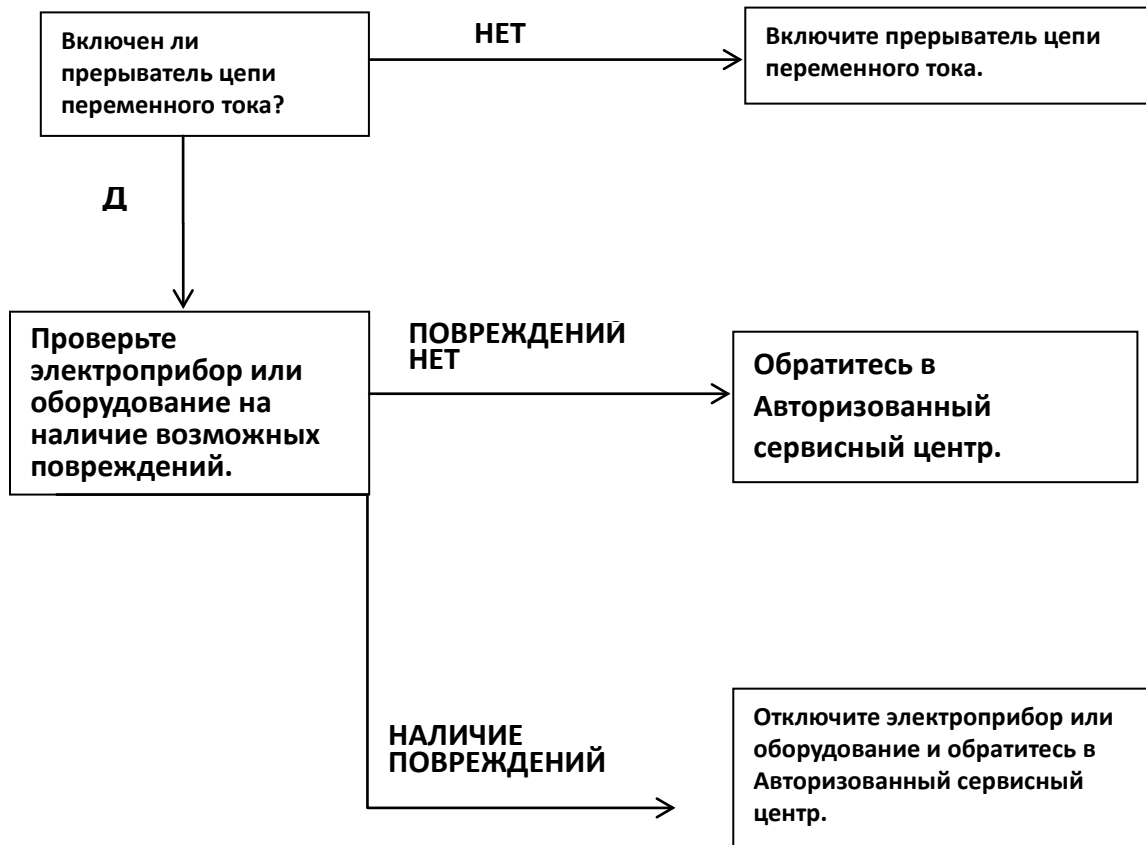 Включен ли
прерыватель цепи
переменного тока?
НЕТ
Включите прерыватель цепи
переменного тока.
Д
Проверьте
электроприбор или
оборудование на
наличие возможных
повреждений.
ПОВРЕЖДЕНИЙ
НЕТ
Обратитесь в
Авторизованный
сервисный центр.
НАЛИЧИЕ
ПОВРЕЖДЕНИЙ
Отключите электроприбор или
оборудование и обратитесь в
Авторизованный сервисный
центр.